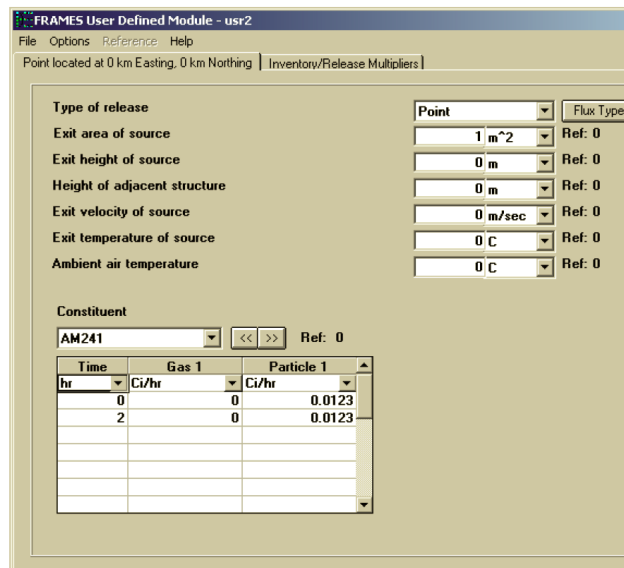 FRAMES User Defined Module - usr2
File Options Reference Help
Point located at 0 km Easting, 0 km Northing Inventory/Release Multipliers
Type of release Point Flux Type
Exit area of source 1 m^2 Ref: 0
Exit height of source 0 m Ref: 0
Height of adjacent structure 0 m Ref: 0
Exit velocity of source 0 m/sec Ref: 0
Exit temperature of source 0 C Ref: 0
Ambient air temperature 0 C Ref: 0
Constituent
AM241 << >> Ref: 0
Time Gas 1 Particle 1
hr Ci/hr Ci/hr
0 0 0.0123
2 0 0.0123